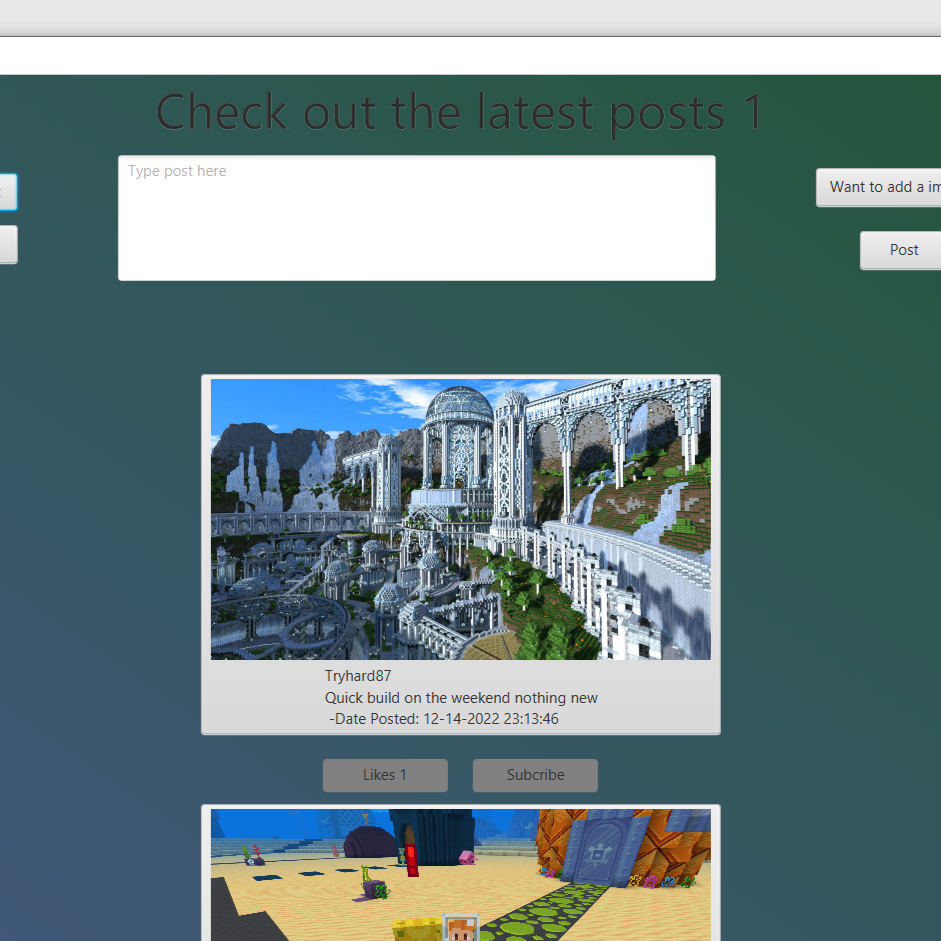 Check out the latest posts 1
Type post here
Want to add a im
Post
Tryhard87
Quick build on the weekend nothing new
-Date Posted: 12-14-2022 23:13:46
Likes 1
Subcribe